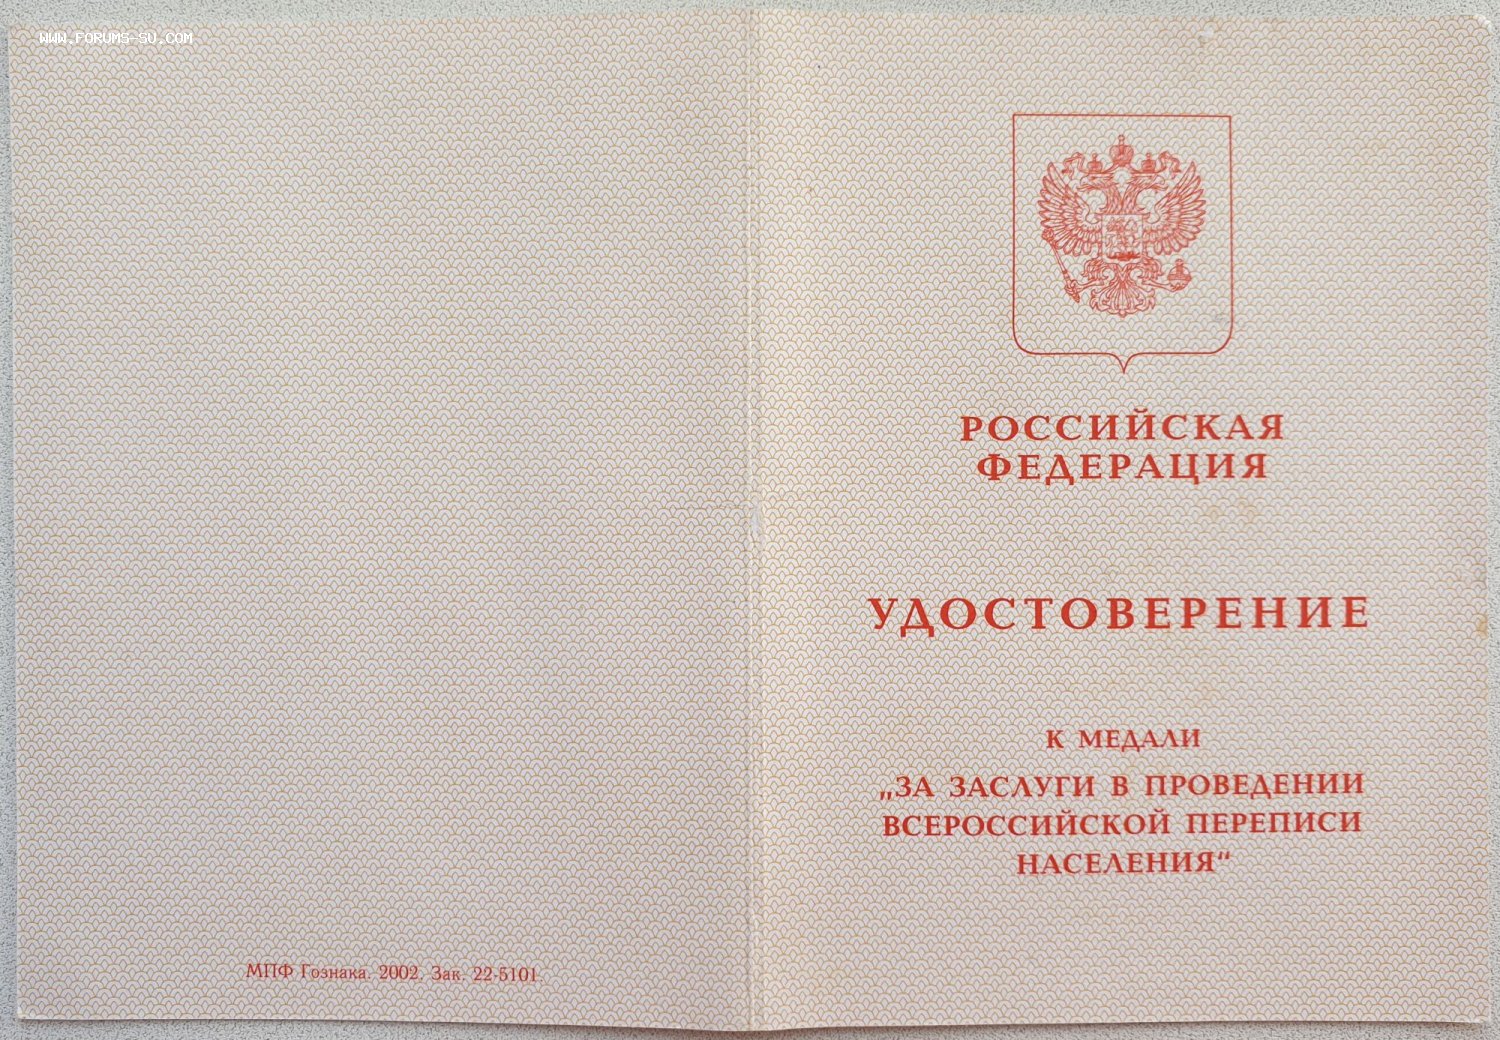 WWW.FORUMS-SU.COM
РОССИЙСКАЯ
ФЕДЕРАЦИЯ
УДОСТОВЕРЕНИЕ
К МЕДАЛИ
„ЗА ЗАСЛУГИ В ПРОВЕДЕНИИ
ВСЕРОССИЙСКОЙ ПЕРЕПИСИ
НАСЕЛЕНИЯ“
МПФ Гознака. 2002. Зак. 22-5101.